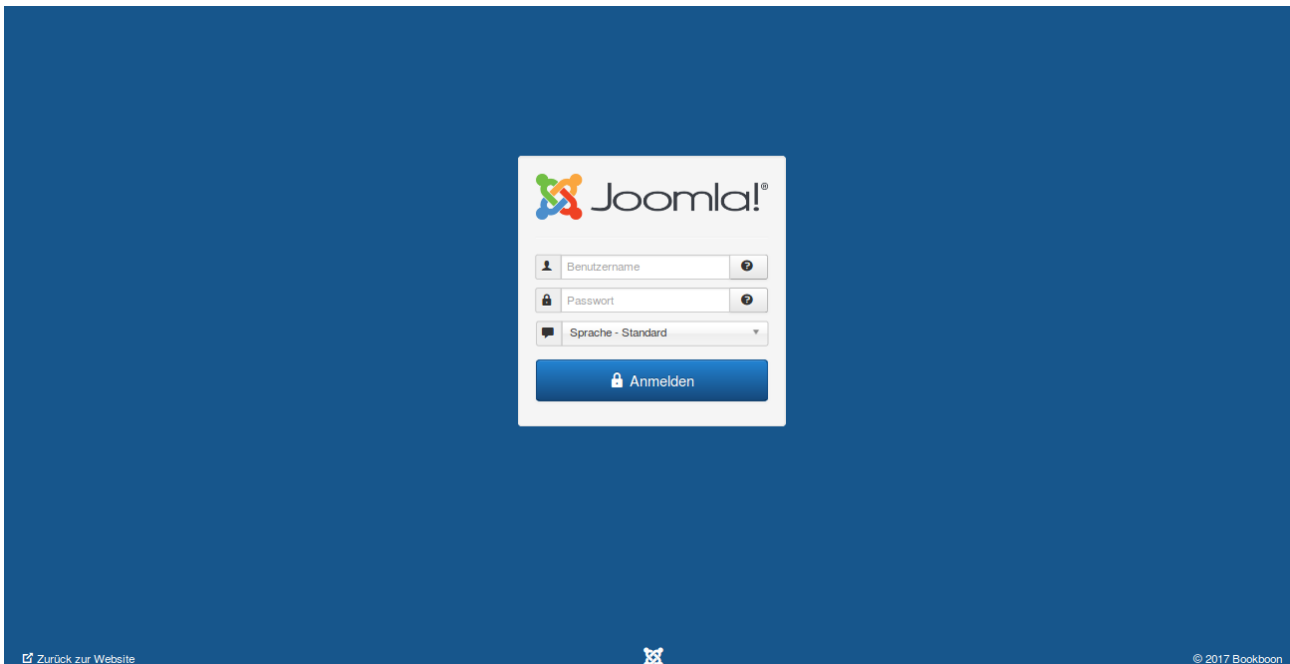 Joomla!®
Benutzername
Passwort
Sprache - Standard
Anmelden
Zurück zur Website
© 2017 Bookboon